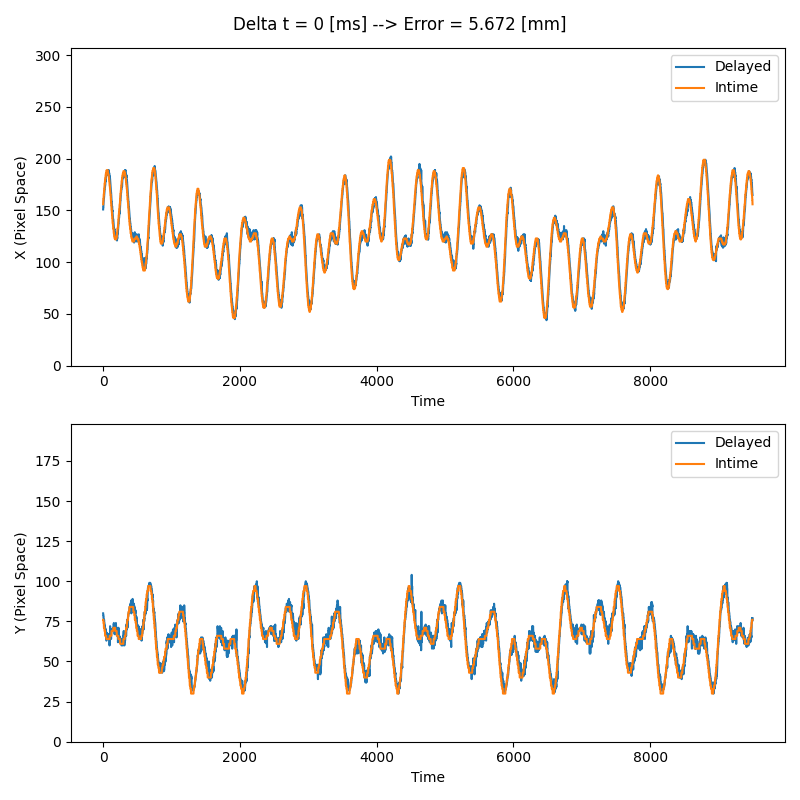 Delta t = 0 [ms] --> Error = 5.672 [mm]
300
250
200
150
100
50
0
X (Pixel Space)
Delayed
Intime
0 2000 4000 6000 8000
Time
175
150
125
100
75
50
25
0
Y (Pixel Space)
Delayed
Intime
0 2000 4000 6000 8000
Time